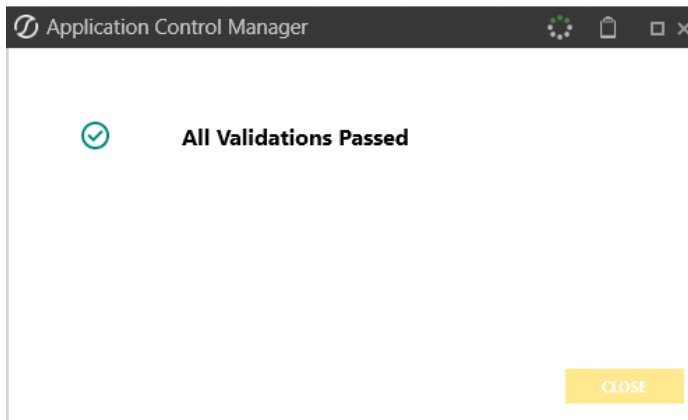 Application Control Manager
All Validations Passed
CLOSE